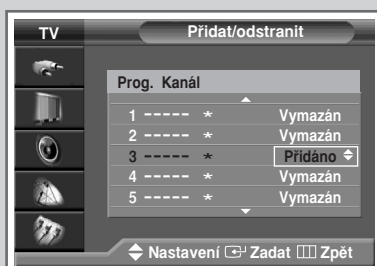 TV Přidat/odstranit
Prog. Kanál
1 ----- * Vymazán
2 ----- * Vymazán
3 ----- * Přidáno
4 ----- * Vymazán
5 ----- * Vymazán
Nastavení Zadat Zpět